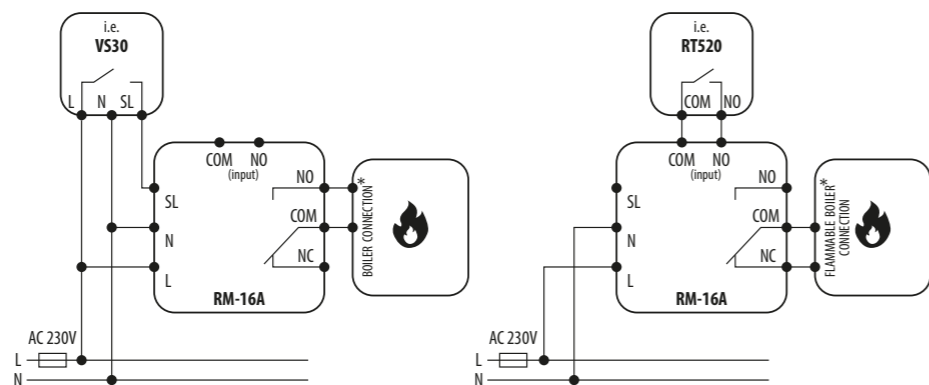 i.e.
VS30
L N SL
COM NO
(input)
SL
N
L
NO
COM
NC
RM-16A
BOILER CONNECTION*
AC 230V
L
N
i.e.
RT520
COM NO
COM NO
(input)
SL
N
L
NO
COM
NC
RM-16A
FLAMMABLE BOILER*
CONNECTION
AC 230V
L
N